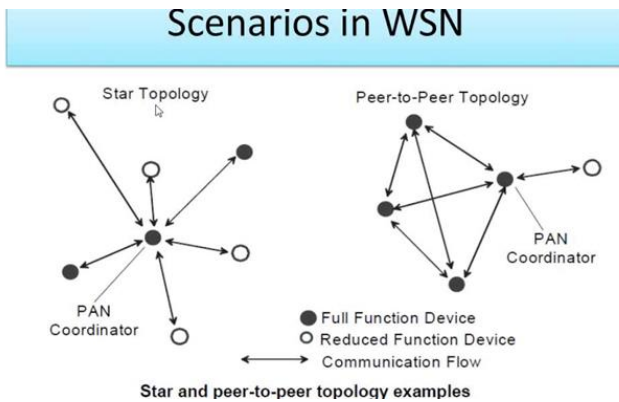 Scenarios in WSN
Star Topology
Peer-to-Peer Topology
PAN
Coordinator
PAN
Coordinator
Full Function Device
Reduced Function Device
Communication Flow
Star and peer-to-peer topology examples